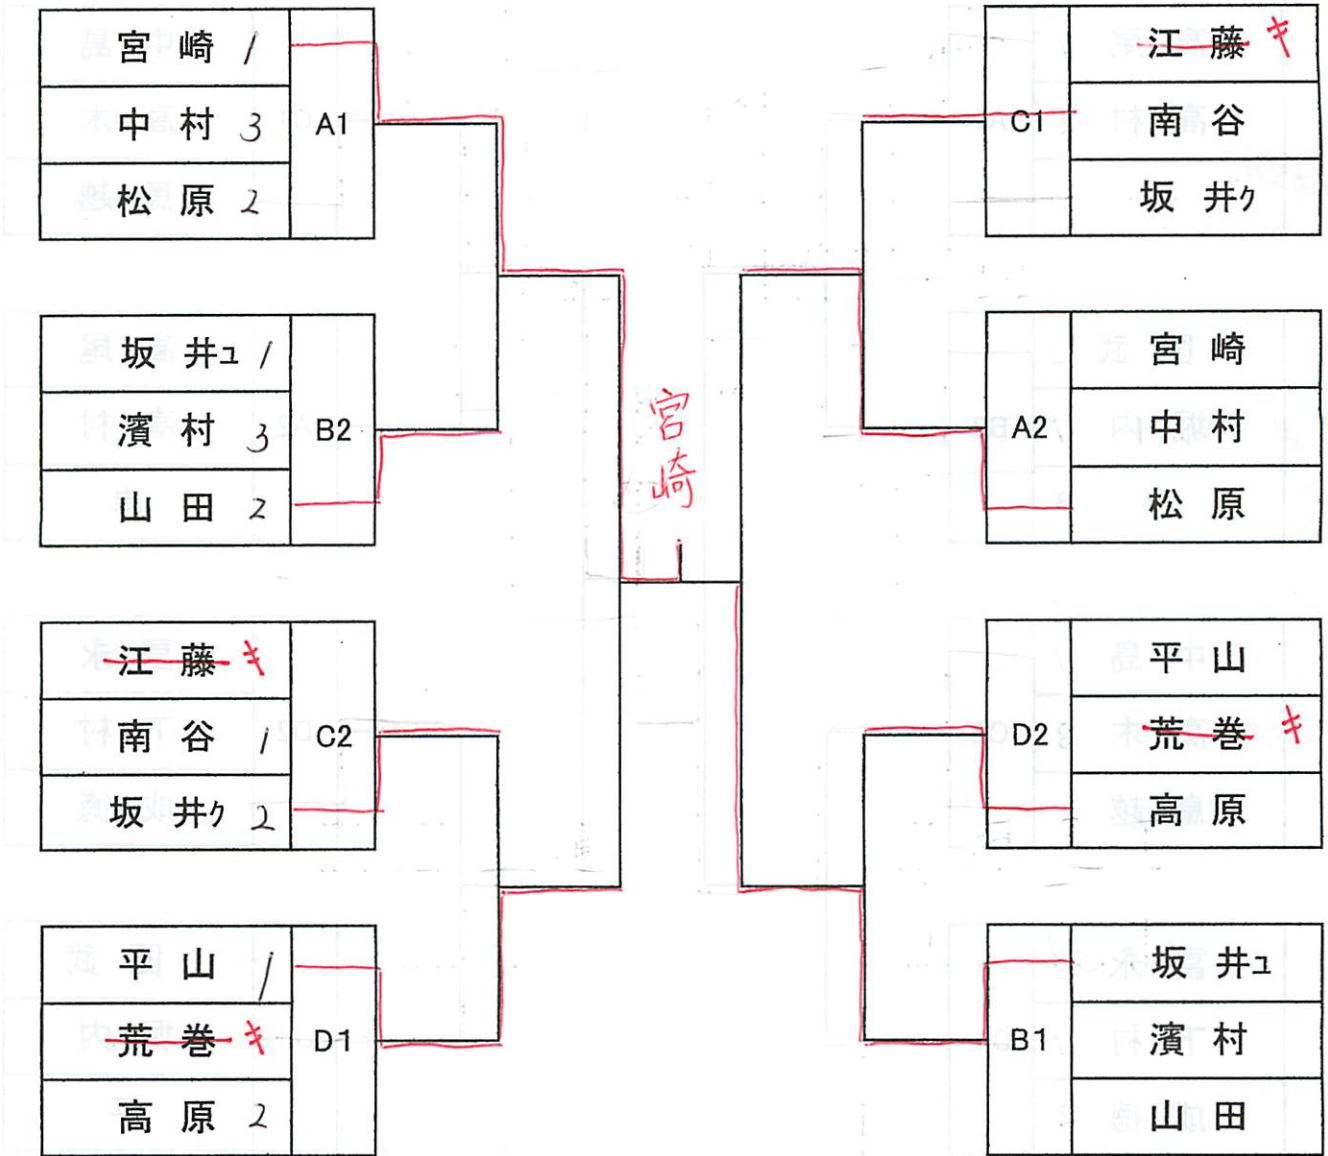 宮崎 1
中村 3
松原 2
A1
坂井ュ 1
濱村 3
山田 2
B2
江藤 キ
南谷 1
坂井ク 2
C2
平山 1
荒巻 キ
高原 2
D1
宮崎
江藤 キ
南谷
坂井ク
C1
宮崎
中村
松原
A2
平山
荒巻 キ
高原
D2
坂井ュ
濱村
山田
B1